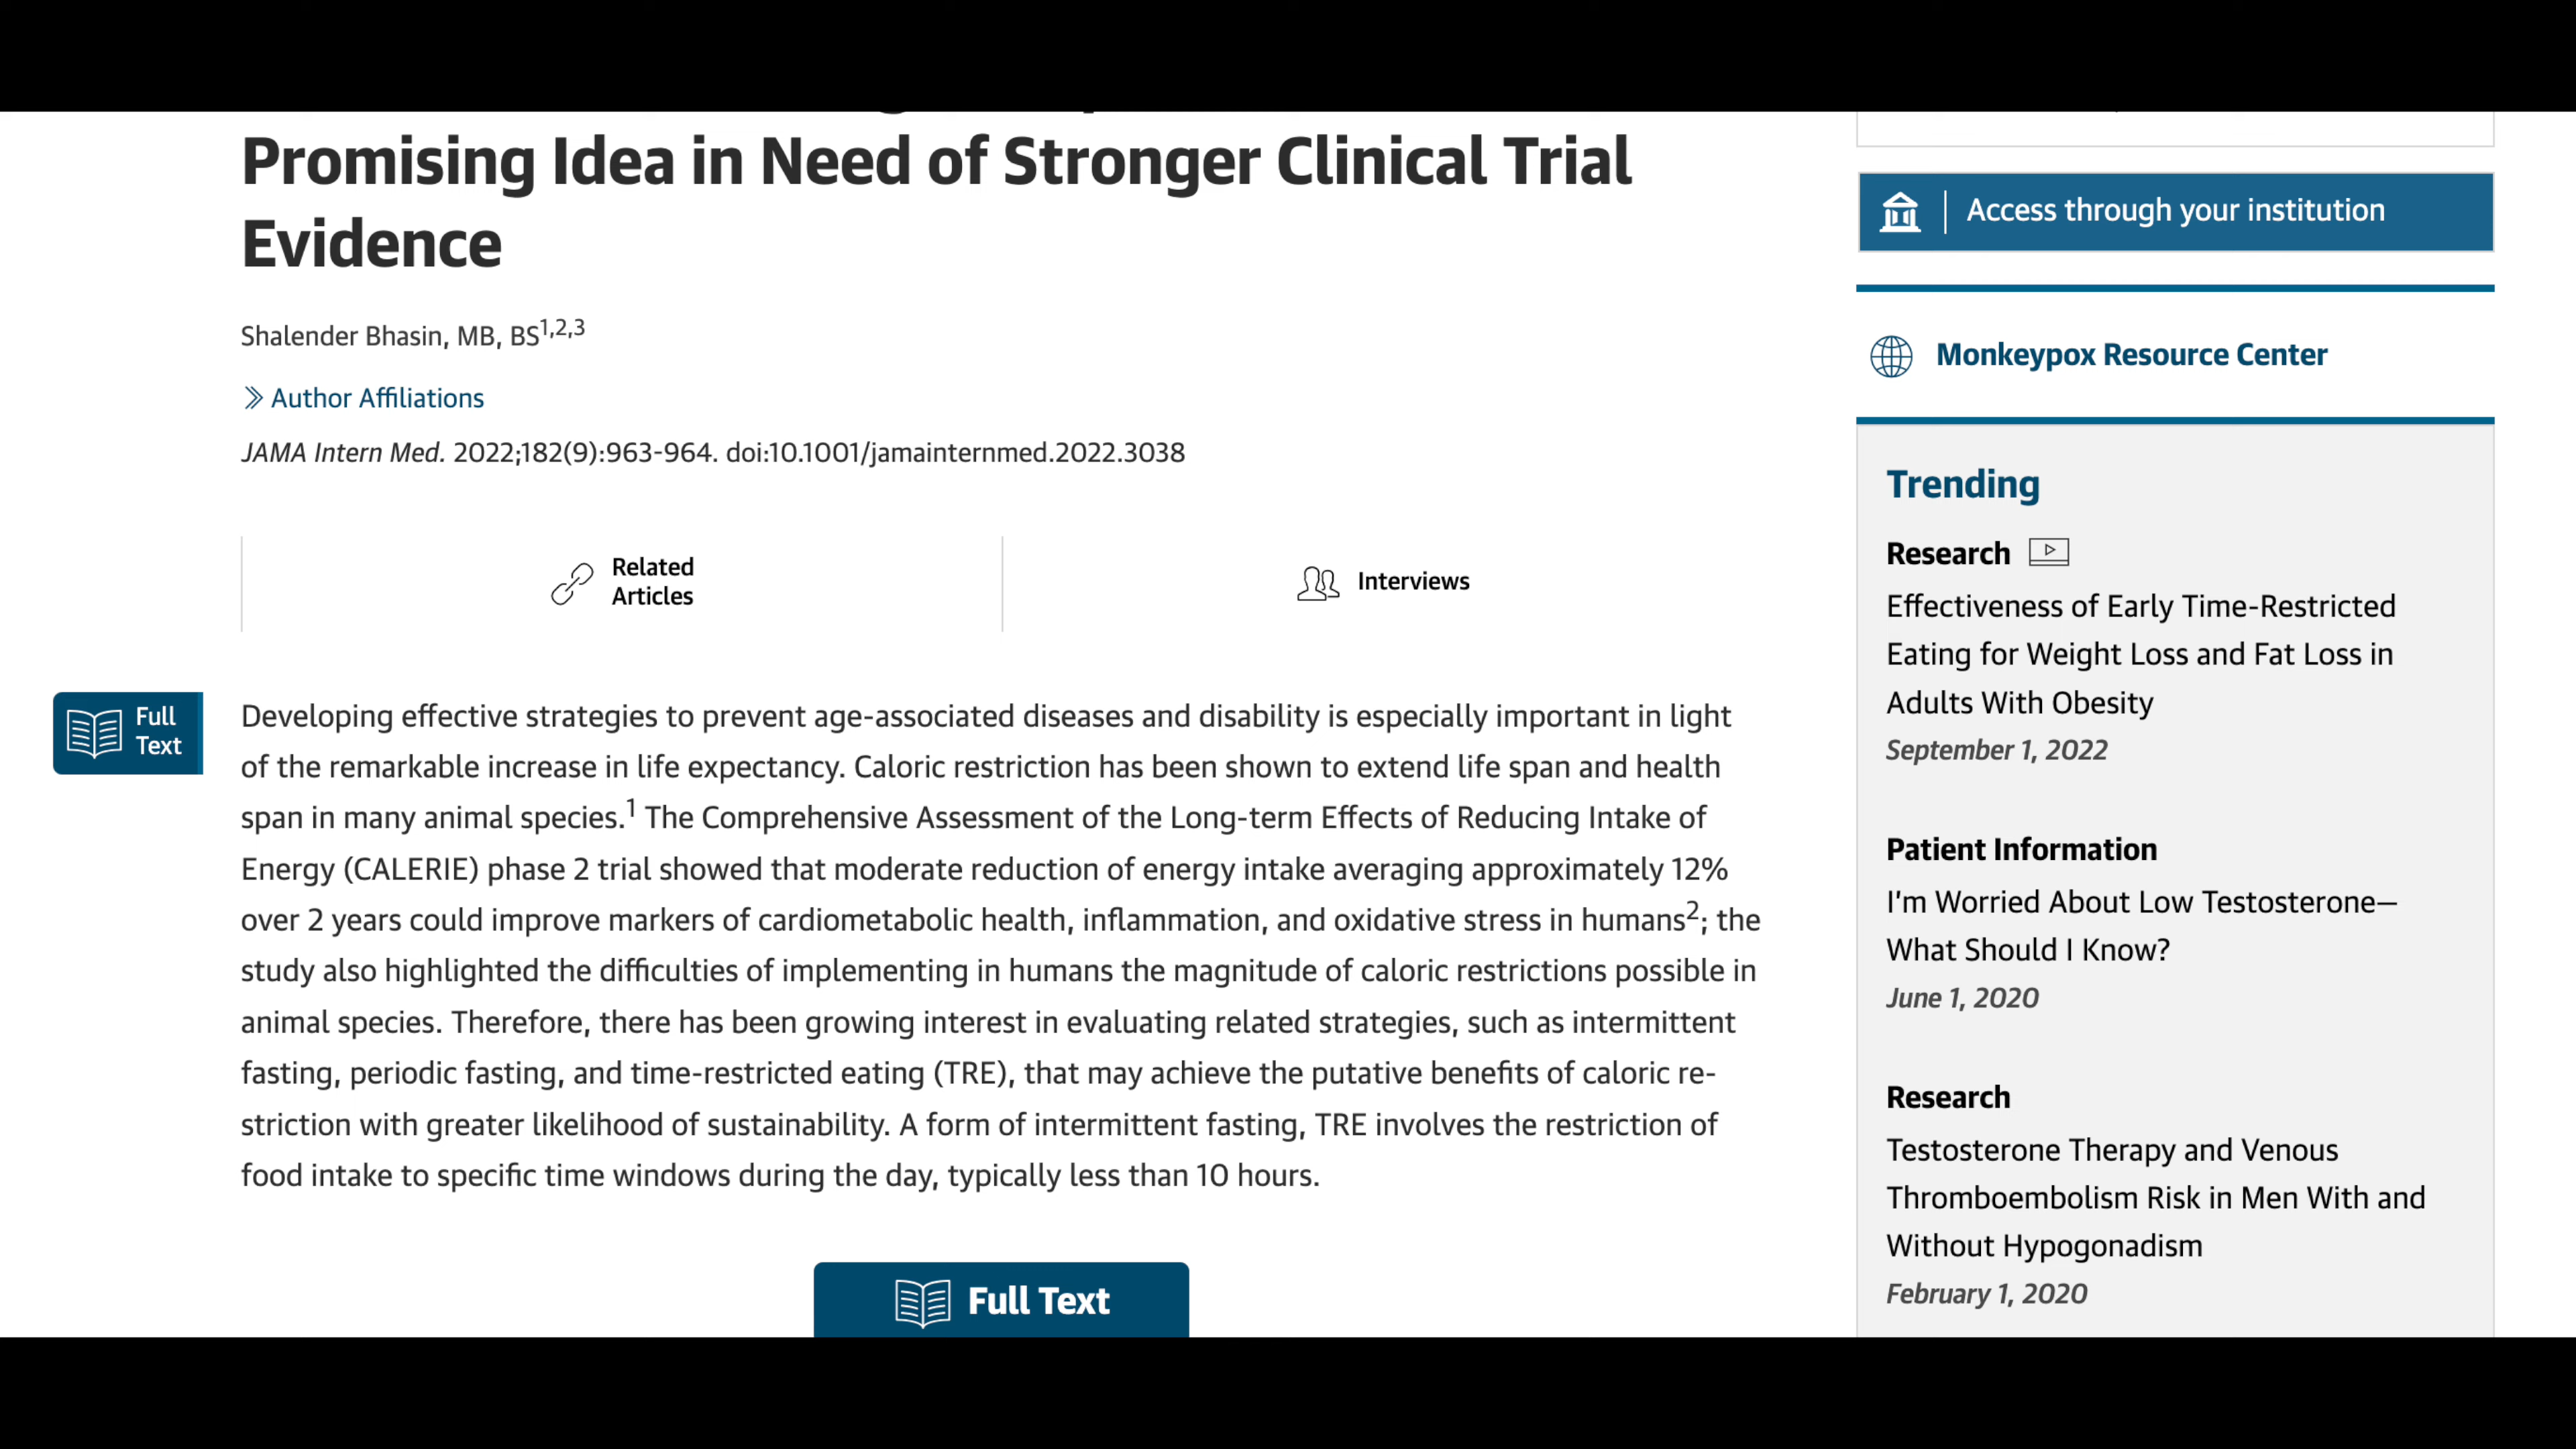 Promising Idea in Need of Stronger Clinical Trial
Evidence
Shalender Bhasin, MB, BS1,2,3
Author Affiliations
JAMA Intern Med. 2022;182(9):963-964. doi:10.1001/jamainternmed.2022.3038
Related
Articles
Interviews
Full
Text
Developing effective strategies to prevent age-associated diseases and disability is especially important in light
of the remarkable increase in life expectancy. Caloric restriction has been shown to extend life span and health
span in many animal species.1 The Comprehensive Assessment of the Long-term Effects of Reducing Intake of
Energy (CALERIE) phase 2 trial showed that moderate reduction of energy intake averaging approximately 12%
over 2 years could improve markers of cardiometabolic health, inflammation, and oxidative stress in humans2; the
study also highlighted the difficulties of implementing in humans the magnitude of caloric restrictions possible in
animal species. Therefore, there has been growing interest in evaluating related strategies, such as intermittent
fasting, periodic fasting, and time-restricted eating (TRE), that may achieve the putative benefits of caloric re-
striction with greater likelihood of sustainability. A form of intermittent fasting, TRE involves the restriction of
food intake to specific time windows during the day, typically less than 10 hours.
Full Text
Access through your institution
Monkeypox Resource Center
Trending
Research
Effectiveness of Early Time-Restricted
Eating for Weight Loss and Fat Loss in
Adults With Obesity
September 1, 2022
Patient Information
I'm Worried About Low Testosterone—
What Should I Know?
June 1, 2020
Research
Testosterone Therapy and Venous
Thromboembolism Risk in Men With and
Without Hypogonadism
February 1, 2020